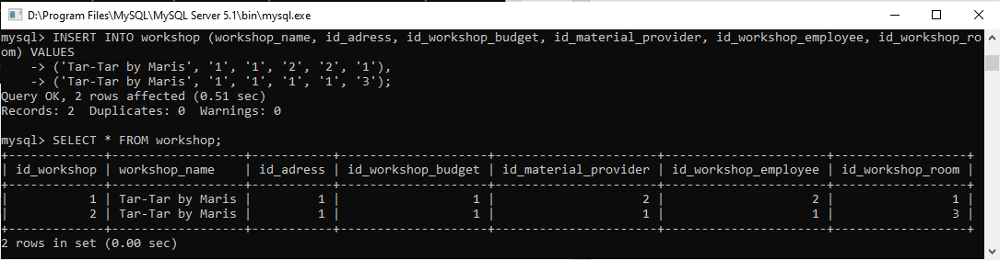 D:\Program Files\MySQL\MySQL Server 5.1\bin\mysql.exe
mysql> INSERT INTO workshop (workshop_name, id_adress, id_workshop_budget, id_material_provider, id_workshop_employee, id_workshop_ro
om) VALUES
    -> ('Tar-Tar by Maris', '1', '1', '2', '2', '1'),
    -> ('Tar-Tar by Maris', '1', '1', '1', '1', '3');
Query OK, 2 rows affected (0.51 sec)
Records: 2  Duplicates: 0  Warnings: 0
mysql> SELECT * FROM workshop;
+-------------+------------------+-----------+--------------------+----------------------+----------------------+------------------+
| id_workshop | workshop_name    | id_adress | id_workshop_budget | id_material_provider | id_workshop_employee | id_workshop_room |
+-------------+------------------+-----------+--------------------+----------------------+----------------------+------------------+
|           1 | Tar-Tar by Maris |         1 |                  1 |                    2 |                    2 |                1 |
|           2 | Tar-Tar by Maris |         1 |                  1 |                    1 |                    1 |                3 |
+-------------+------------------+-----------+--------------------+----------------------+----------------------+------------------+
2 rows in set (0.00 sec)